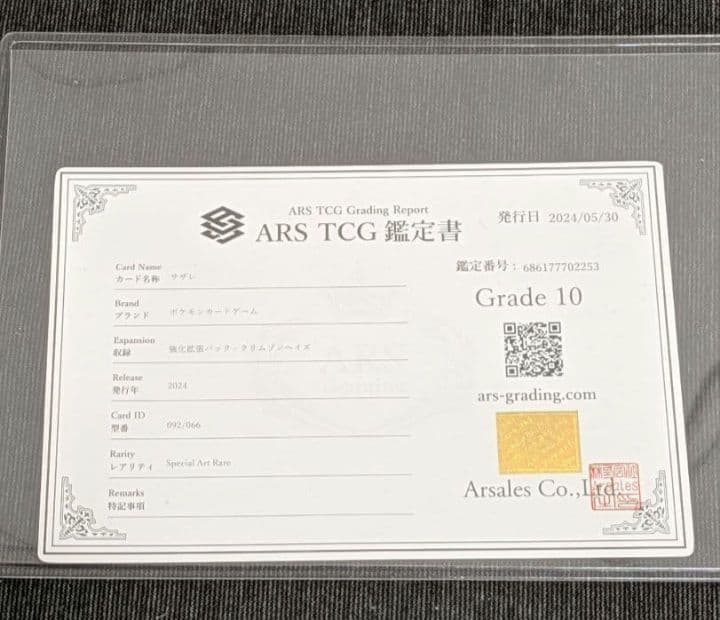 ARS TCG Grading Report
ARS TCG 鑑定書
発行日 2024/05/30
Card Name
カード名称 サザレ
Brand
ブランド ポケモンカードゲーム
Expansion
収録 強化拡張パック クリムゾンヘイズ
Release
発行年 2024
Card ID
型番 092/066
Rarity
レアリティ Special Art Rare
Remarks
特記事項
鑑定番号：686177702253
Grade 10
ars-grading.com
Arsales Co.,Ltd.